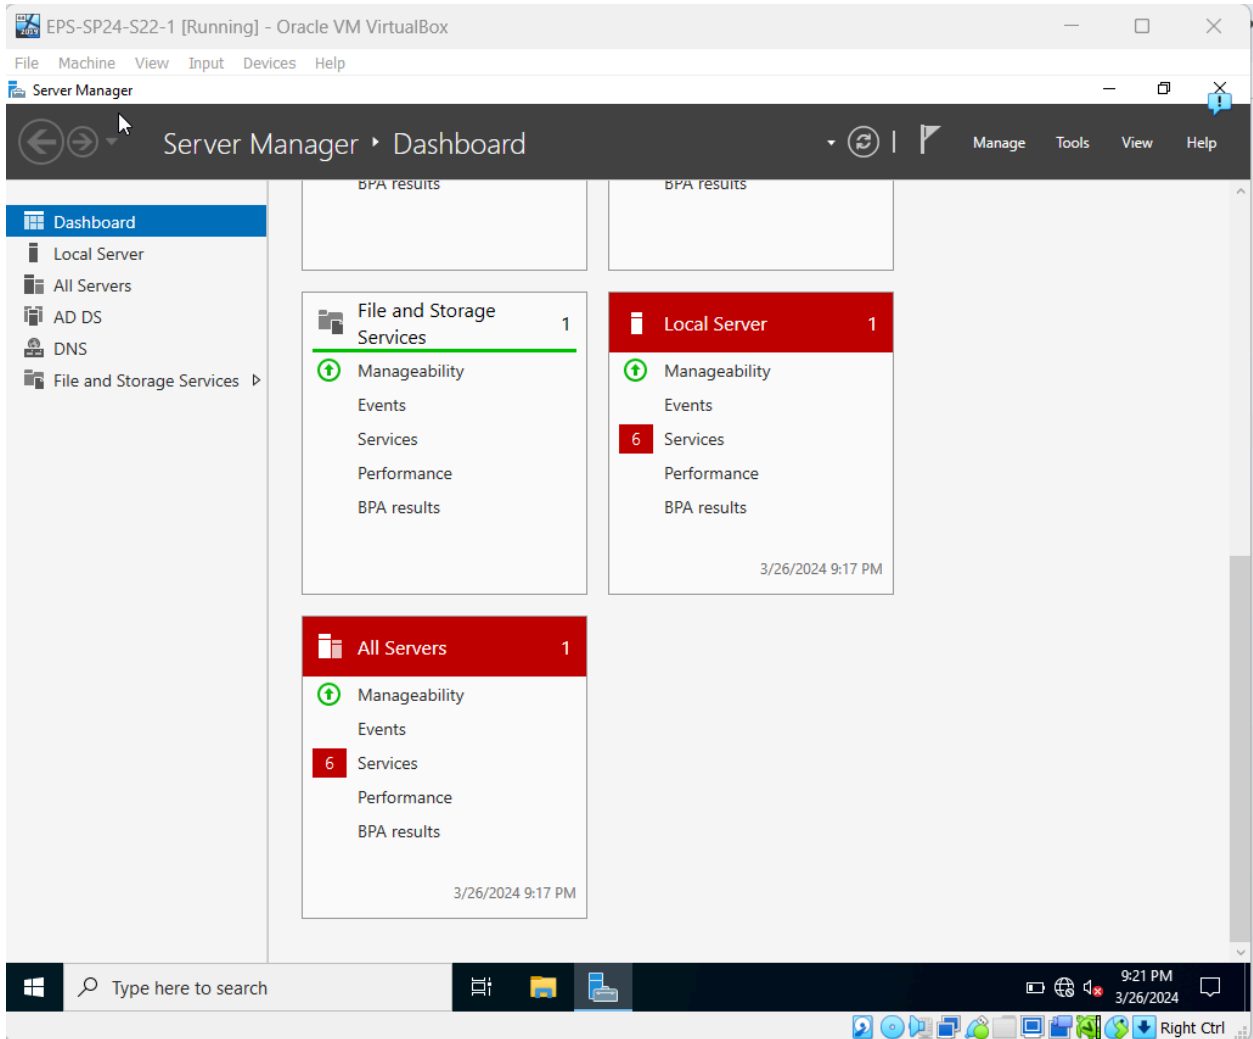 EPS-SP24-S22-1 [Running] - Oracle VM VirtualBox
File Machine View Input Devices Help
Server Manager
Server Manager ‣ Dashboard
Manage Tools View Help
Dashboard
Local Server
All Servers
AD DS
DNS
File and Storage Services
BPA results
BPA results
File and Storage
Services
1
Manageability
Events
Services
Performance
BPA results
Local Server 1
Manageability
Events
6 Services
Performance
BPA results
3/26/2024 9:17 PM
All Servers 1
Manageability
Events
6 Services
Performance
BPA results
3/26/2024 9:17 PM
Type here to search
9:21 PM
3/26/2024
Right Ctrl